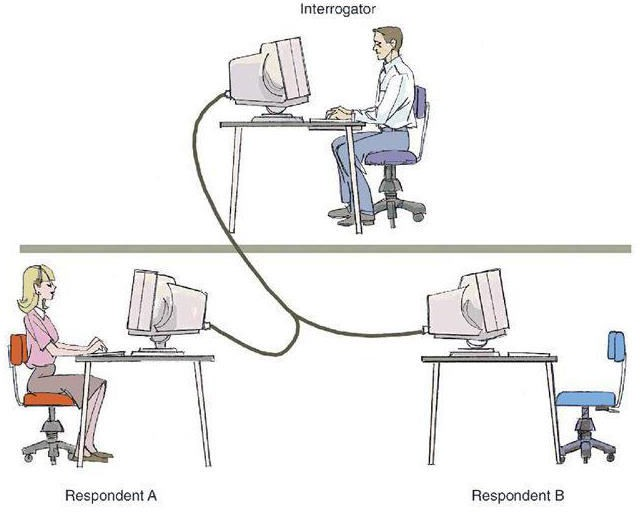 Interrogator
Respondent A
Respondent B